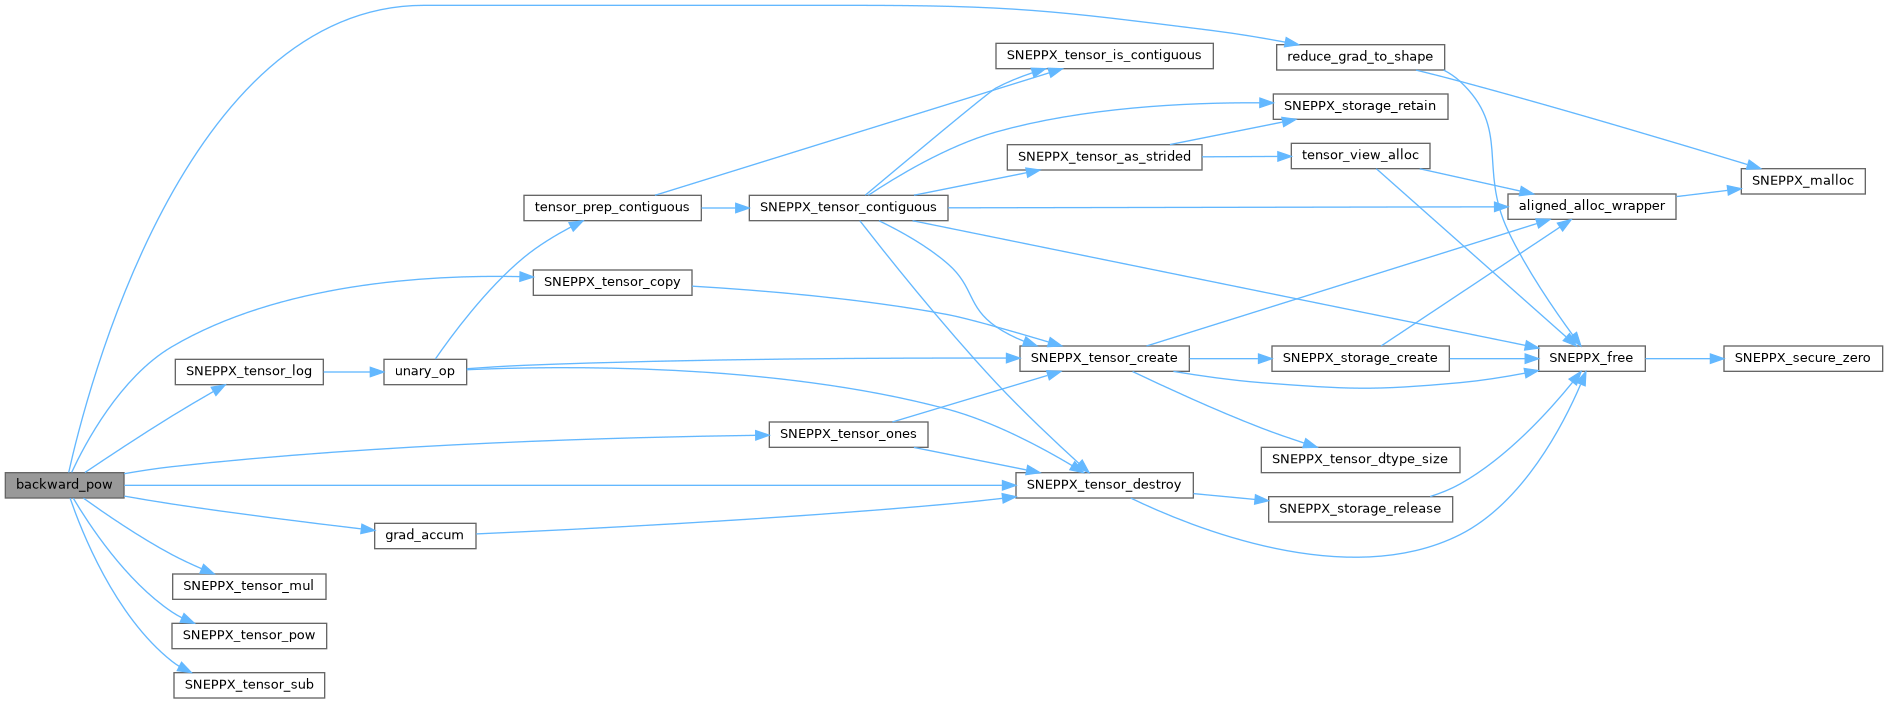 backward_pow
reduce_grad_to_shape
SNEPPX_tensor_is_contiguous
SNEPPX_storage_retain
SNEPPX_tensor_as_strided
tensor_view_alloc
SNEPPX_malloc
tensor_prep_contiguous
SNEPPX_tensor_contiguous
aligned_alloc_wrapper
SNEPPX_tensor_copy
SNEPPX_tensor_log
unary_op
SNEPPX_tensor_create
SNEPPX_storage_create
SNEPPX_free
SNEPPX_secure_zero
SNEPPX_tensor_ones
SNEPPX_tensor_dtype_size
SNEPPX_tensor_destroy
SNEPPX_storage_release
grad_accum
SNEPPX_tensor_mul
SNEPPX_tensor_pow
SNEPPX_tensor_sub